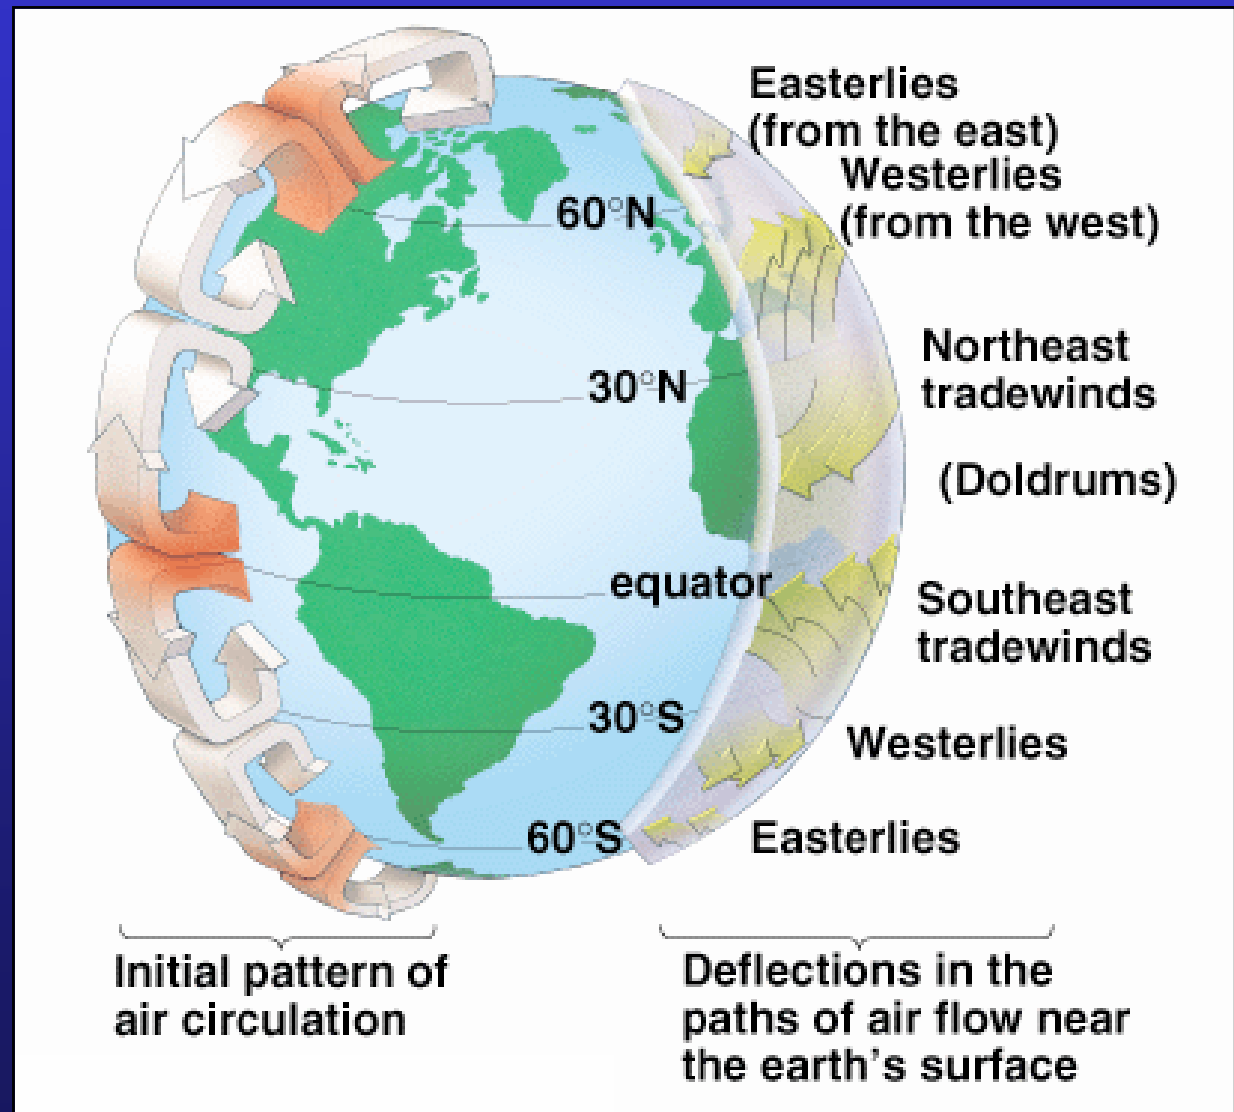 Easterlies
(from the east)
Westerlies
(from the west)
60°N
Northeast
tradewinds
30°N
(Doldrums)
equator
Southeast
tradewinds
30°S
Westerlies
60°S
Easterlies
Initial pattern of
air circulation
Deflections in the
paths of air flow near
the earth's surface